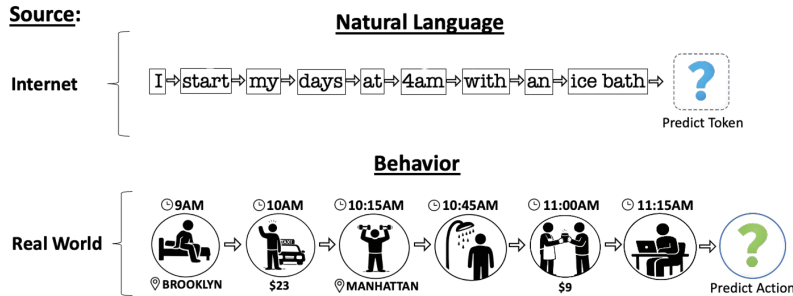 Source:
Natural Language
Internet
I start my days at 4am with an ice bath ?
Predict Token
Behavior
9AM 10AM 10:15AM 10:45AM 11:00AM 11:15AM
Real World
TAXI
?
BROOKLYN $23 MANHATTAN $9
Predict Action